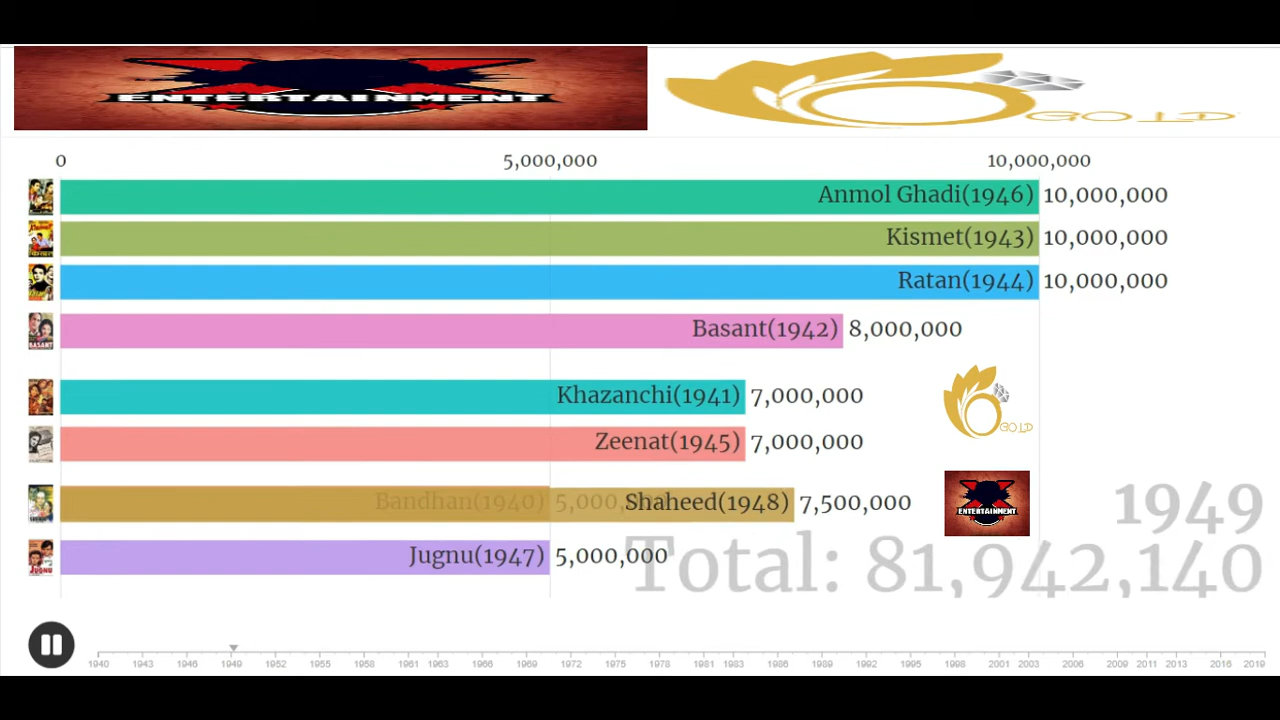 ENTERTAINMENT
GOLD
0 5,000,000 10,000,000
Anmol Ghadi(1946) 10,000,000
Kismet(1943) 10,000,000
Ratan(1944) 10,000,000
Basant(1942) 8,000,000
Khazanchi(1941) 7,000,000
GOLD
Zeenat(1945) 7,000,000
Bandhan(1940) 5,000,000
Shaheed(1948) 7,500,000
ENTERTAINMENT
1949
Jugnu(1947) 5,000,000
Total: 81,942,140
1940 1943 1946 1949 1952 1955 1958 1961 1963 1966 1969 1972 1975 1978 1981 1983 1986 1989 1992 1995 1998 2001 2003 2006 2009 2011 2013 2016 2019